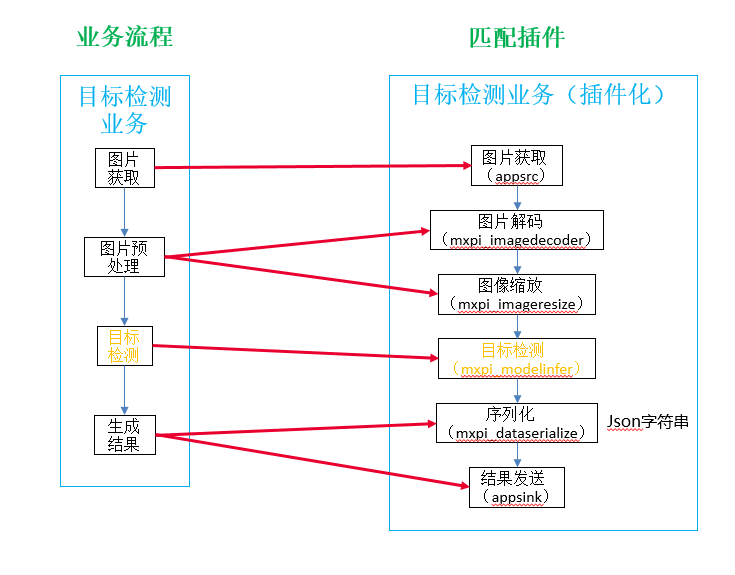 业务流程
匹配插件
目标检测
业务
图片
获取
图片预
处理
目标
检测
生成
结果
目标检测业务（插件化）
图片获取
（appsrc）
图片解码
（mxpi_imagedecoder）
图像缩放
（mxpi_imageresize）
目标检测
（mxpi_modelinfer）
序列化
（mxpi_dataserialize）
Json字符串
结果发送
（appsink）